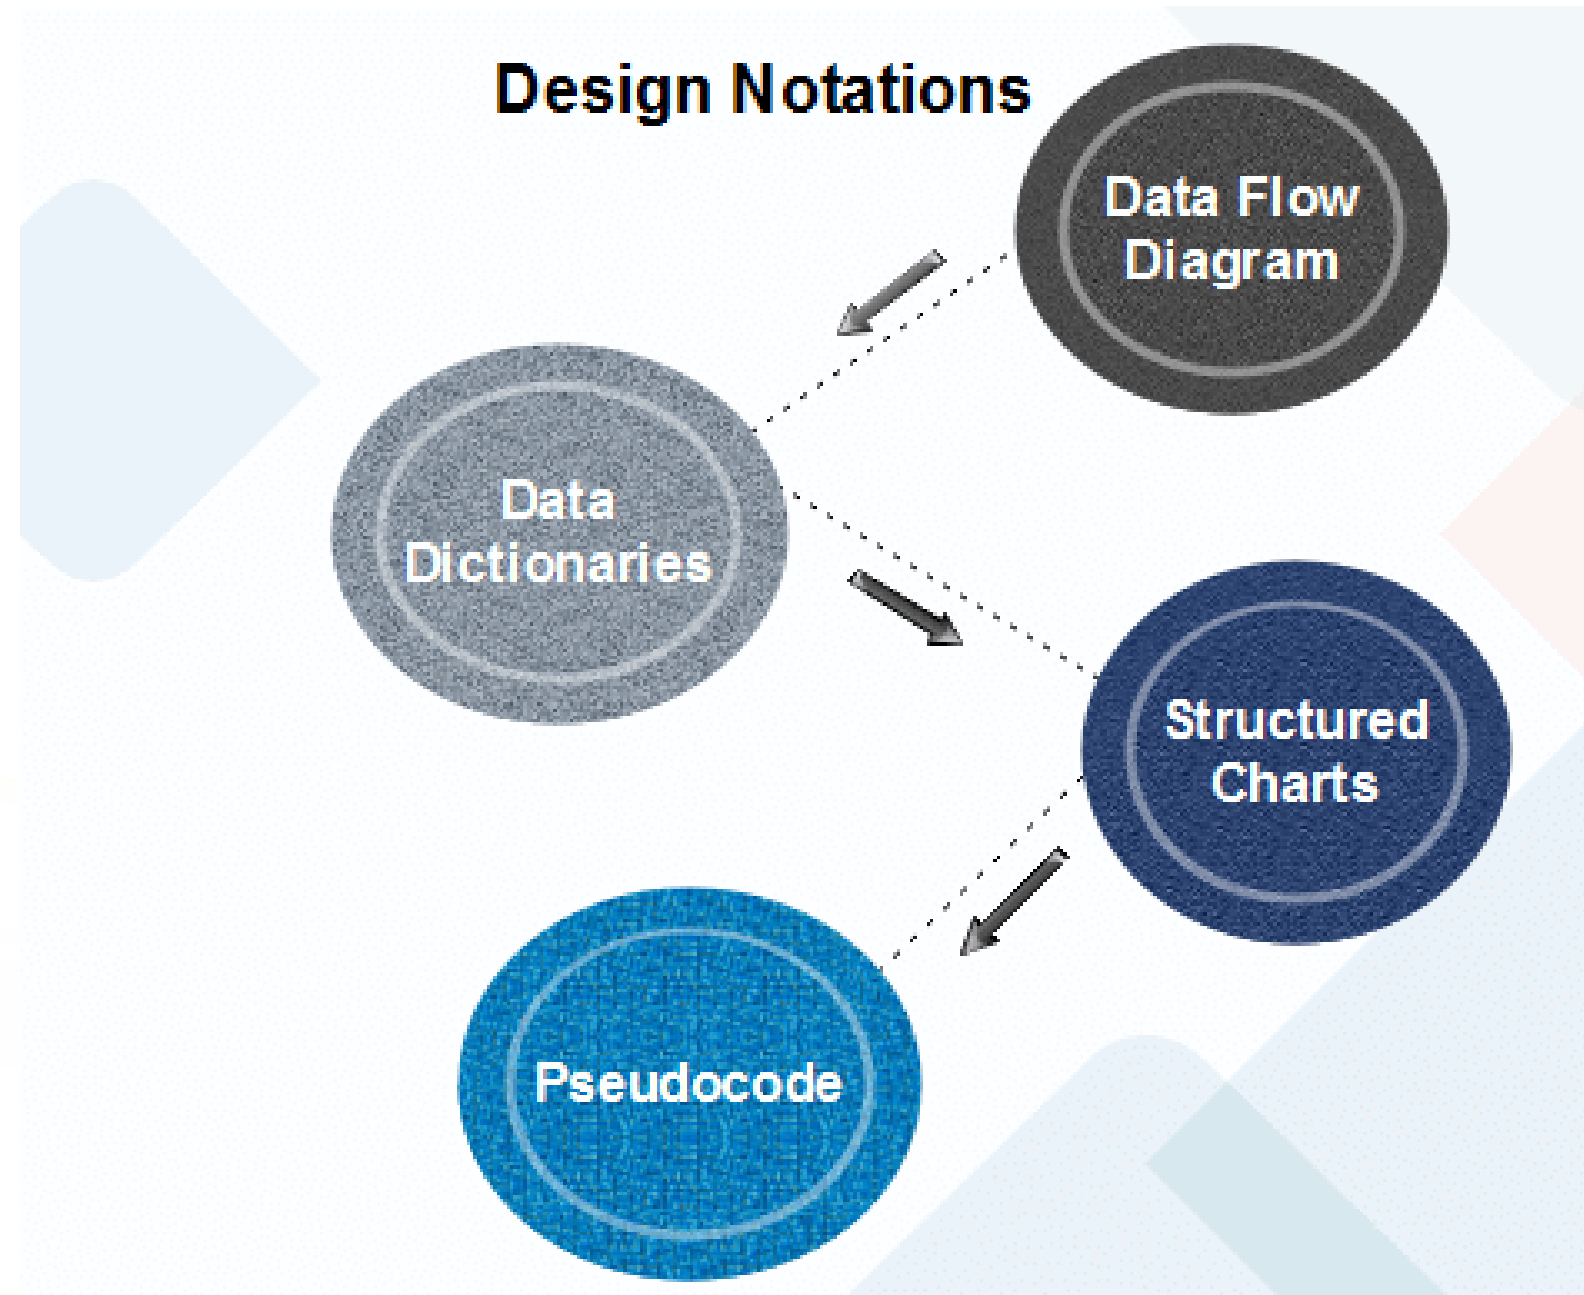 Design Notations
Data Flow
Diagram
Data
Dictionaries
Structured
Charts
Pseudocode